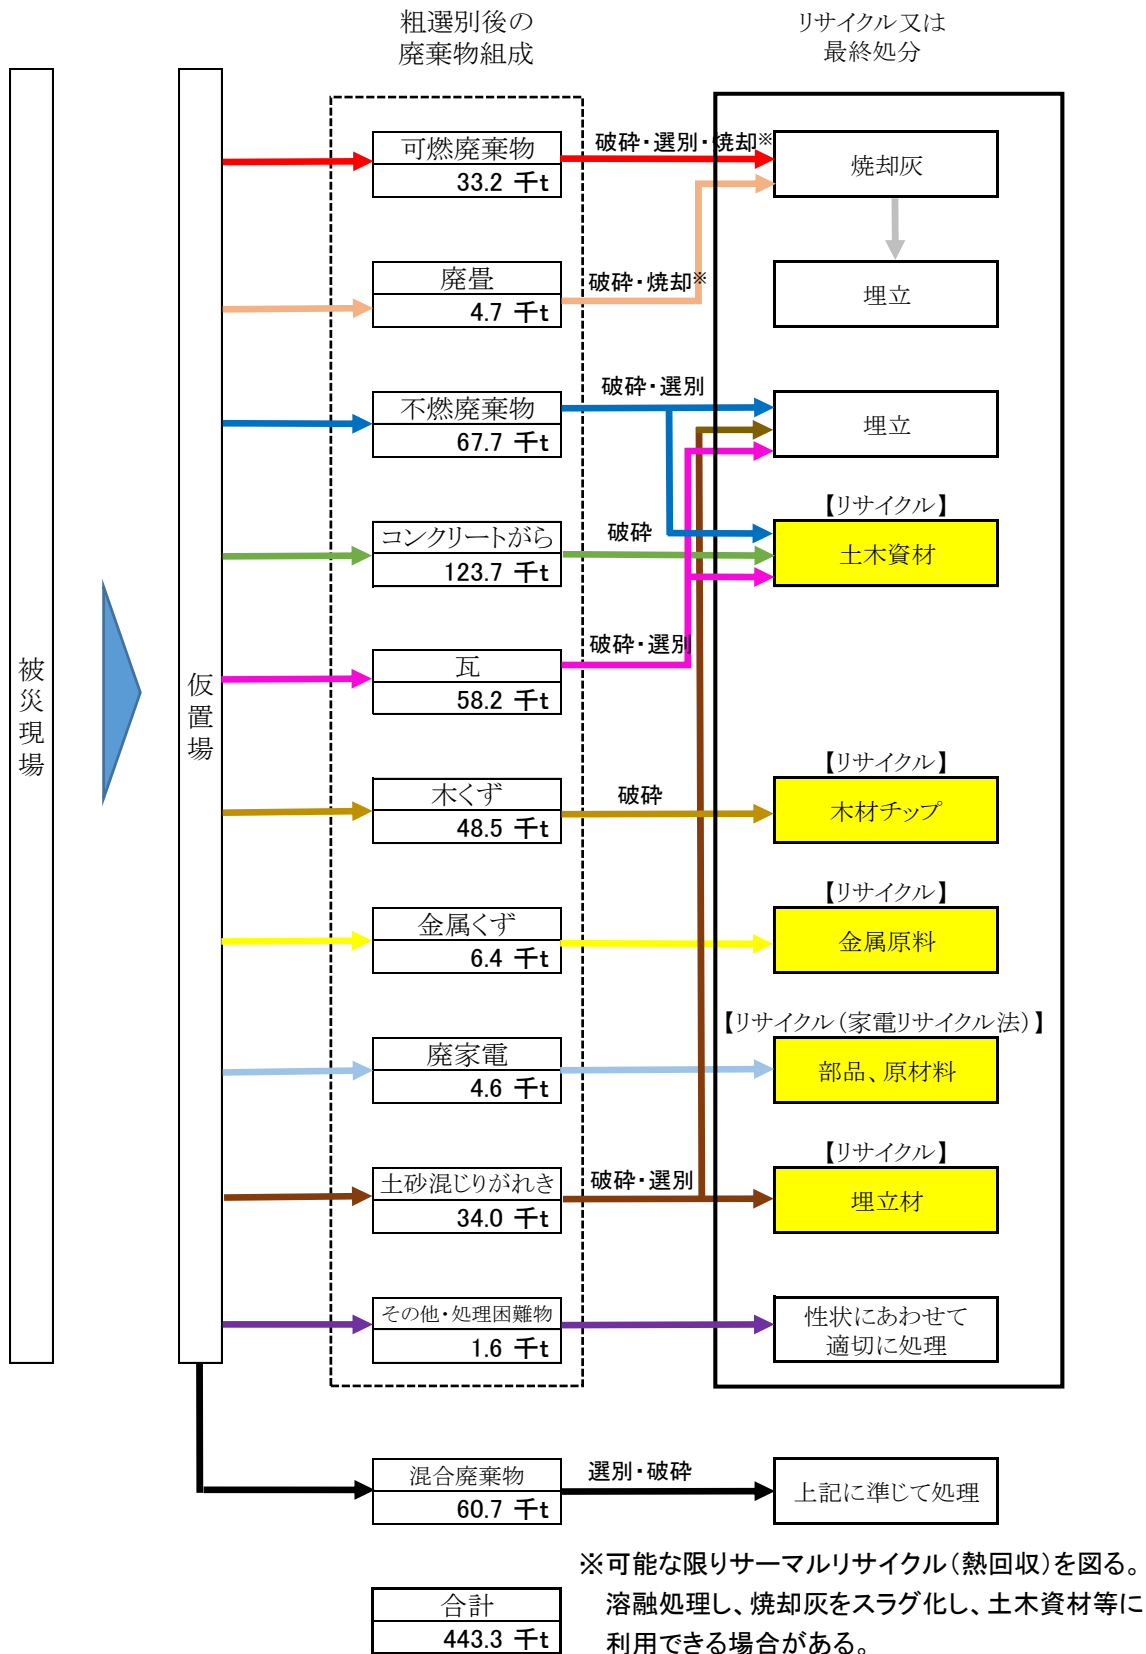 粗選別後の
廃棄物組成
リサイクル又は
最終処分
被災現場
仮置場
可燃廃棄物
33.2 千t
破砕・選別・焼却※
焼却灰
廃畳
4.7 千t
破砕・焼却※
埋立
不燃廃棄物
67.7 千t
破砕・選別
埋立
コンクリートがら
123.7 千t
破砕
【リサイクル】
土木資材
瓦
58.2 千t
破砕・選別
木くず
48.5 千t
破砕
【リサイクル】
木材チップ
金属くず
6.4 千t
【リサイクル】
金属原料
廃家電
4.6 千t
【リサイクル（家電リサイクル法）】
部品、原材料
土砂混じりがれき
34.0 千t
破砕・選別
【リサイクル】
埋立材
その他・処理困難物
1.6 千t
性状にあわせて
適切に処理
混合廃棄物
60.7 千t
選別・破砕
上記に準じて処理
合計
443.3 千t
※可能な限りサーマルリサイクル（熱回収）を図る。
溶融処理し、焼却灰をスラグ化し、土木資材等に
利用できる場合がある。